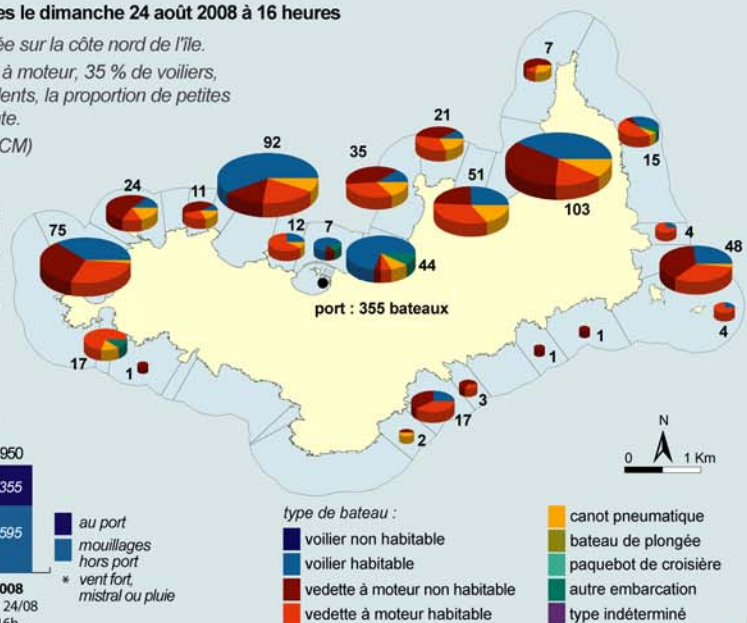 es le dimanche 24 août 2008 à 16 heures
ée sur la côte nord de l'île.
à moteur, 35 % de voiliers,
dents, la proportion de petites
te.
CM)
7
92
21
35
15
24
11
51
103
75
12
7
44
4
48
port : 355 bateaux
4
17
1
1
1
3
17
2
N
0 1 Km
950
355
595
au port
mouillages
hors port
* vent fort,
mistral ou pluie
008
24/08
16h
type de bateau :
voilier non habitable
voilier habitable
vedette à moteur non habitable
vedette à moteur habitable
canot pneumatique
bateau de plongée
paquebot de croisière
autre embarcation
type indéterminé